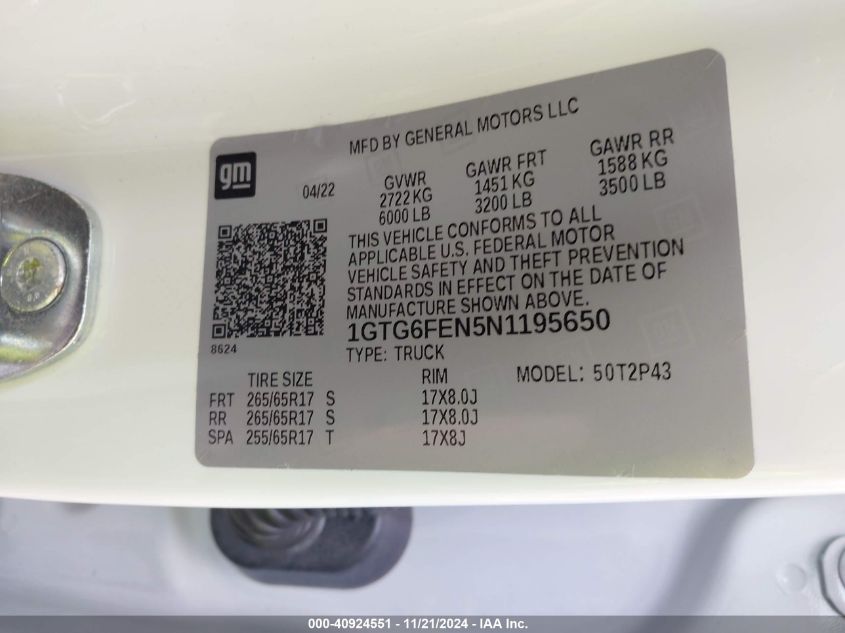 gm
MFD BY GENERAL MOTORS LLC
04/22
GVWR
2722 KG
6000 LB
GAWR FRT
1451 KG
3200 LB
GAWR RR
1588 KG
3500 LB
THIS VEHICLE CONFORMS TO ALL
APPLICABLE U.S. FEDERAL MOTOR
VEHICLE SAFETY AND THEFT PREVENTION
STANDARDS IN EFFECT ON THE DATE OF
MANUFACTURE SHOWN ABOVE.
8624
1GTG6FEN5N1195650
TYPE: TRUCK
TIRE SIZE RIM MODEL: 50T2P43
FRT 265/65R17 S 17X8.0J
RR 265/65R17 S 17X8.0J
SPA 255/65R17 T 17X8J
000-40924551 - 11/21/2024 - IAA Inc.